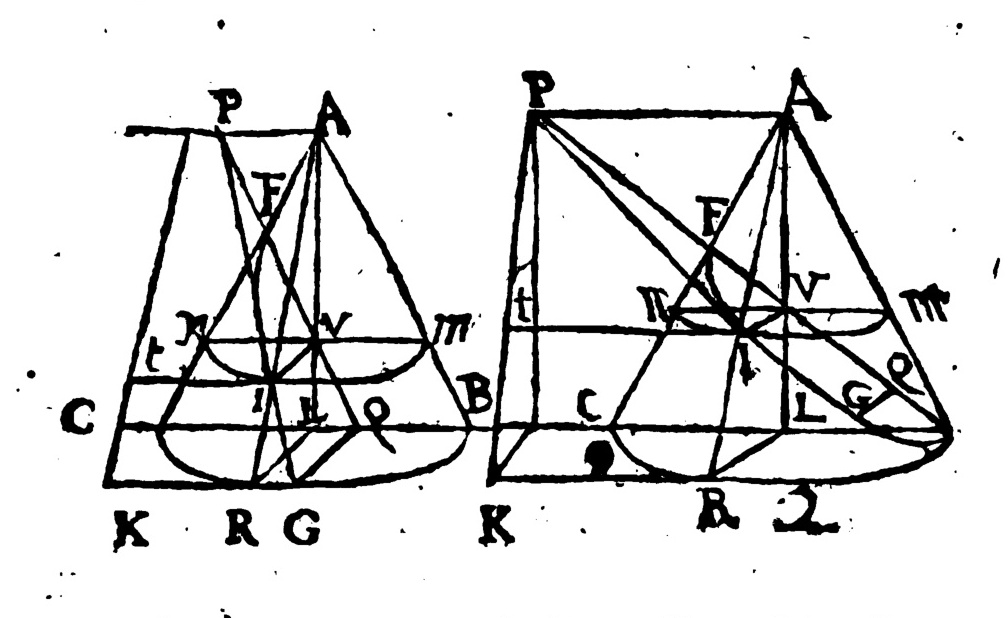 P A P A
F F
n V m n V m
t I L Q B t I G Q
C C L
K R G K R 2